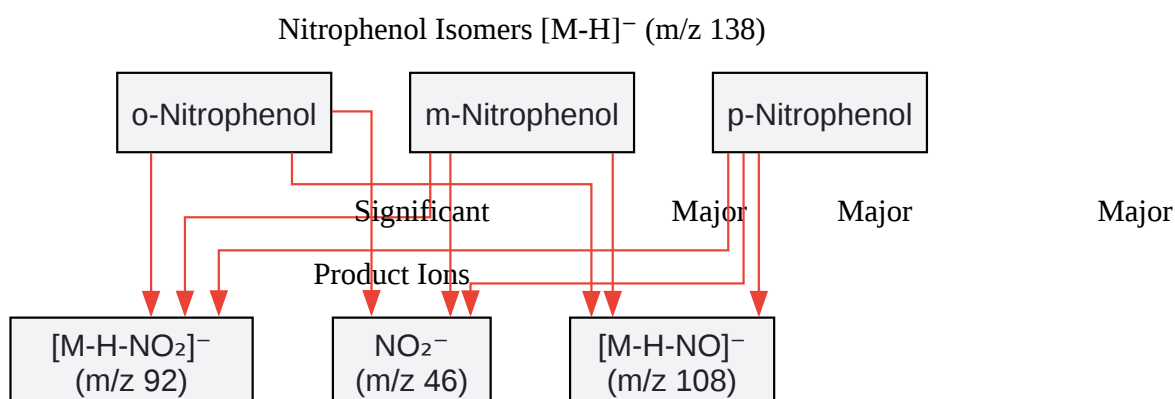 Nitrophenol Isomers [M-H]⁻ (m/z 138)
o-Nitrophenol
m-Nitrophenol
p-Nitrophenol
Significant
Major
Major
Major
Product Ions
[M-H-NO₂]⁻
(m/z 92)
NO₂⁻
(m/z 46)
[M-H-NO]⁻
(m/z 108)